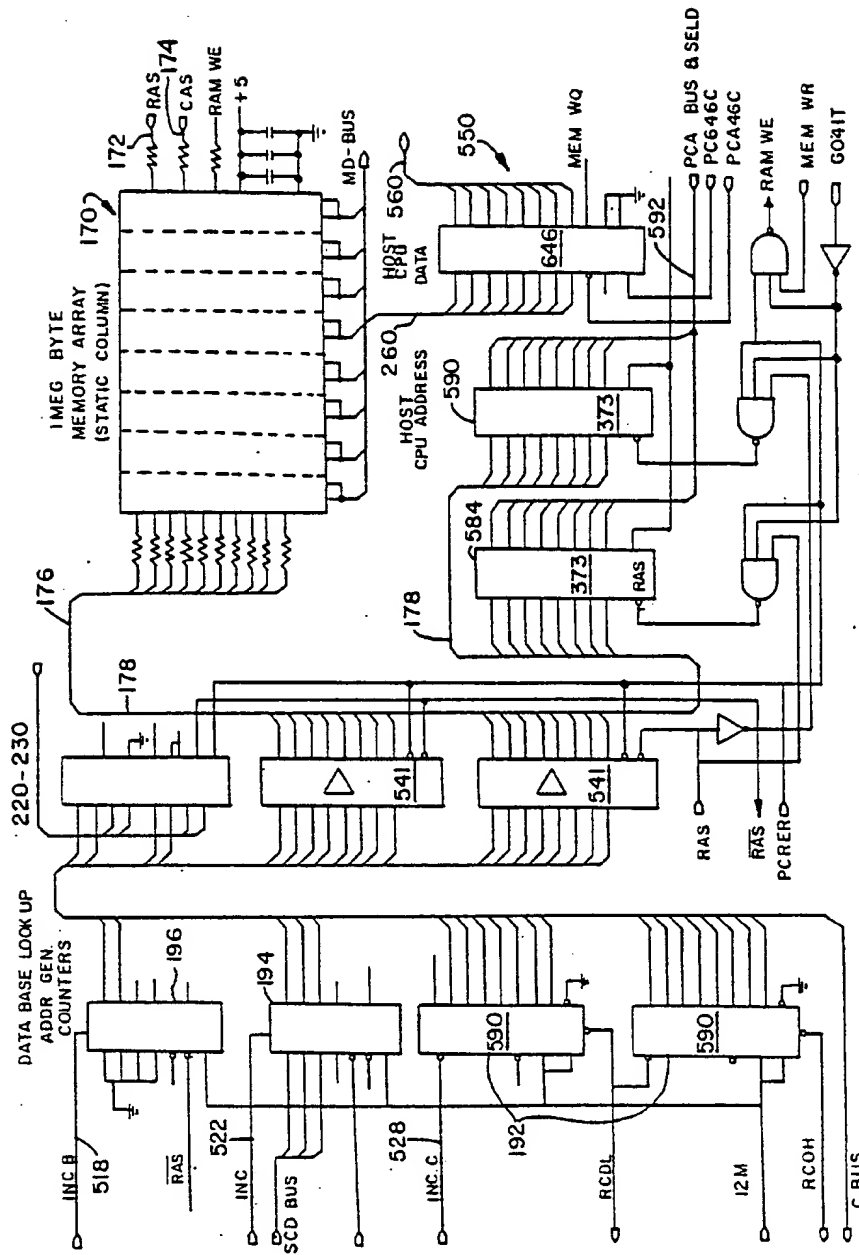 1 MEG BYTE
MEMORY ARRAY
(STATIC COLUMN)
170
172
RAS
174
CAS
RAM WE
+5
MD-BUS
176
178
220-230
DATA BASE LOOK UP
ADDR GEN.
COUNTERS
196
194
INC B
518
RAS
INC
522
SCD BUS
528
INC. C
590
590
192
RCDL
12M
RCOH
C BUS
541
541
RAS
RAS
PCRER
178
584
373
RAS
HOST
CPU ADDRESS
590
373
260
HOST
CPU
DATA
560
550
646
MEM WQ
592
PCA BUS & SELD
PC646C
PCA46C
RAM WE
MEM WR
G041T